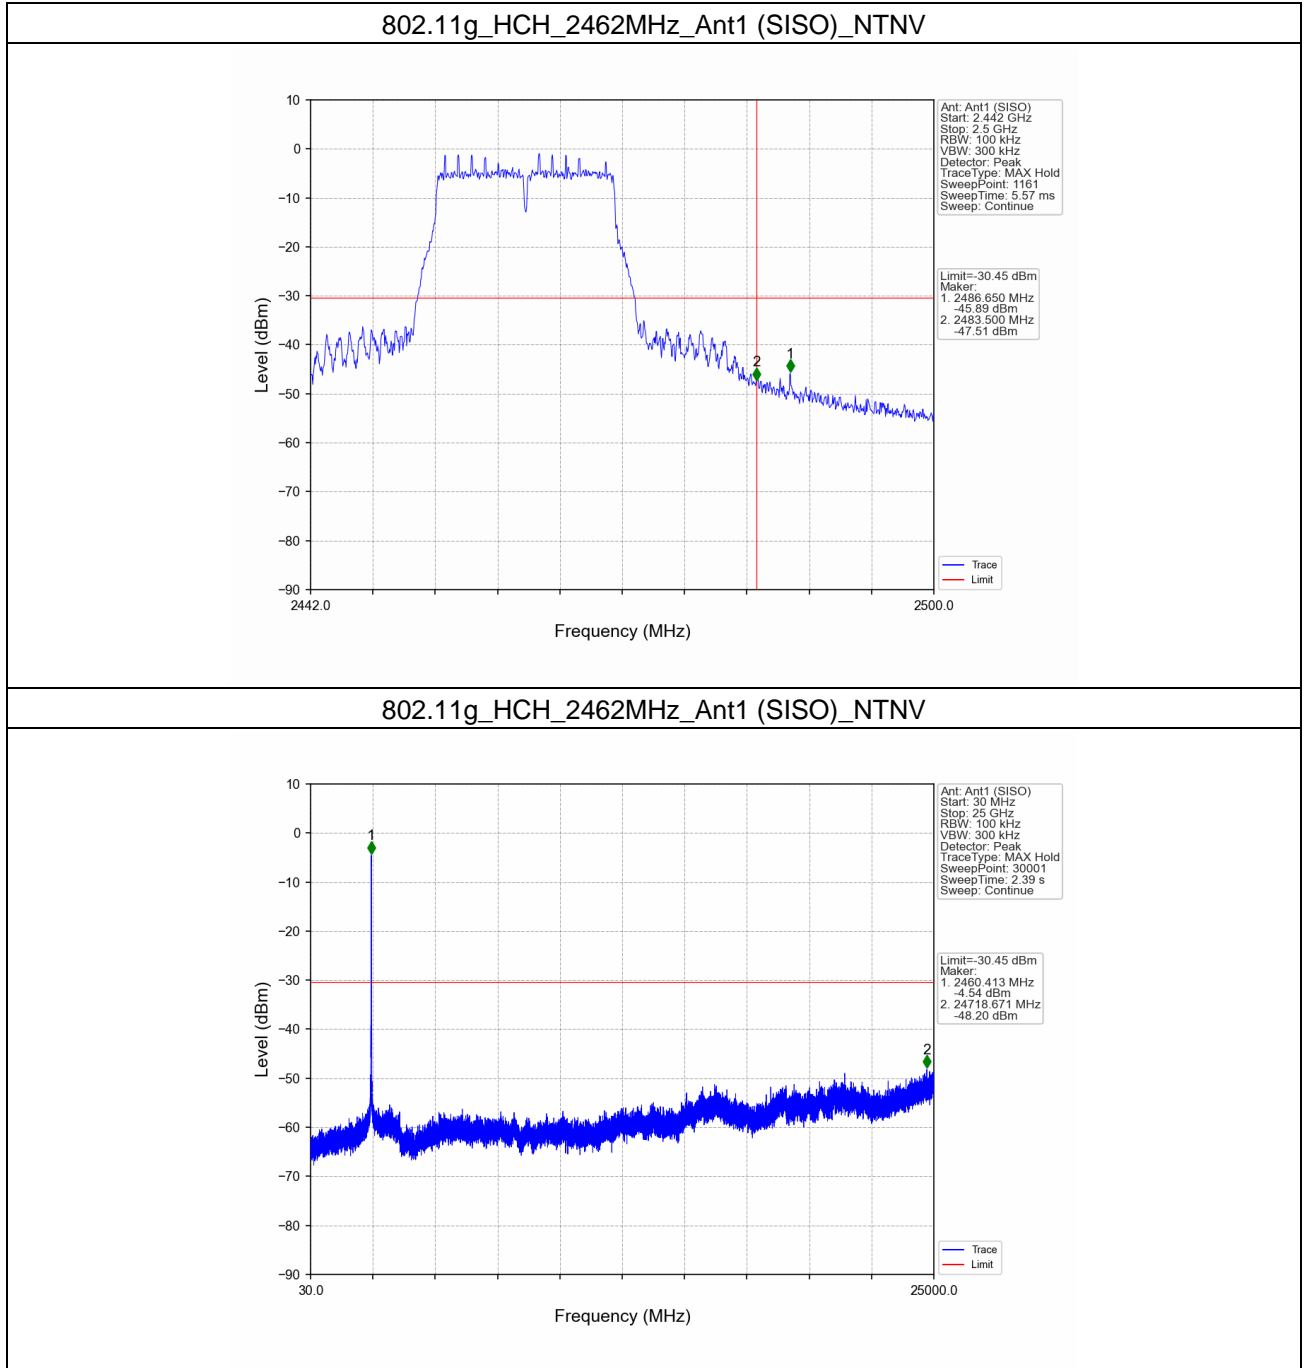 802.11g_HCH_2462MHz_Ant1 (SISO)_NTNV
10
0
−10
−20
−30
−40
−50
−60
−70
−80
−90
Level (dBm)
2442.0
2500.0
Frequency (MHz)
2
1
Ant: Ant1 (SISO)
Start: 2.442 GHz
Stop: 2.5 GHz
RBW: 100 kHz
VBW: 300 kHz
Detector: Peak
TraceType: MAX Hold
SweepPoint: 1161
SweepTime: 5.57 ms
Sweep: Continue
Limit=-30.45 dBm
Maker:
1. 2486.650 MHz
-45.89 dBm
2. 2483.500 MHz
-47.51 dBm
Trace
Limit
802.11g_HCH_2462MHz_Ant1 (SISO)_NTNV
10
0
−10
−20
−30
−40
−50
−60
−70
−80
−90
Level (dBm)
30.0
25000.0
Frequency (MHz)
1
2
Ant: Ant1 (SISO)
Start: 30 MHz
Stop: 25 GHz
RBW: 100 kHz
VBW: 300 kHz
Detector: Peak
TraceType: MAX Hold
SweepPoint: 30001
SweepTime: 2.39 s
Sweep: Continue
Limit=-30.45 dBm
Maker:
1. 2460.413 MHz
-4.54 dBm
2. 24718.671 MHz
-48.20 dBm
Trace
Limit